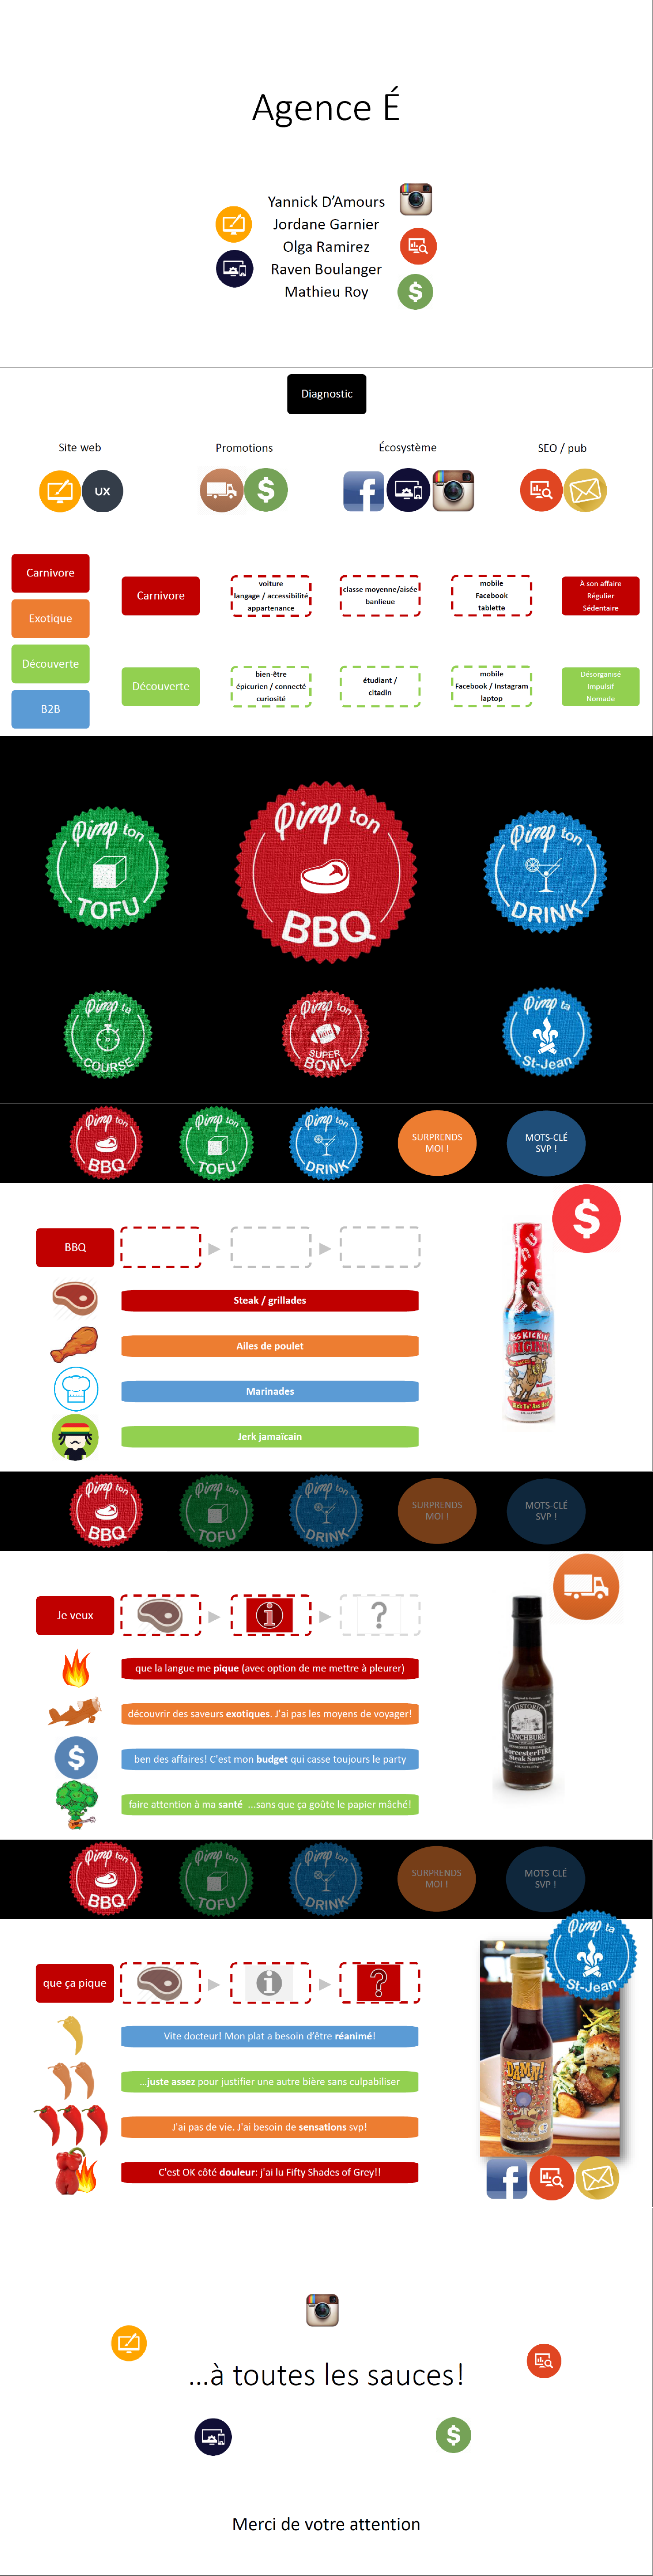 Agence É
Yannick D'Amours
Jordane Garnier
Olga Ramirez
Raven Boulanger
Mathieu Roy
Diagnostic
Site web
Promotions
Écosystème
SEO / pub
UX
Carnivore
Exotique
Découverte
B2B
Carnivore
voiture
langage / accessibilité
appartenance
classe moyenne/aisée
banlieue
mobile
Facebook
tablette
À son affaire
Régulier
Sédentaire
Découverte
bien-être
épicurien / connecté
curiosité
étudiant /
citadin
mobile
Facebook / Instagram
laptop
Désorganisé
Impulsif
Nomade
Pimp ton
TOFU
Pimp ton
BBQ
Pimp ton
DRINK
Pimp ta
COURSE
Pimp ton
SUPER
BOWL
Pimp ta
St-Jean
Pimp ton
BBQ
Pimp ton
TOFU
Pimp ton
DRINK
SURPRENDS
MOI !
MOTS-CLÉ
SVP !
BBQ
Steak / grillades
Ailes de poulet
Marinades
Jerk jamaïcain
ASS KICKIN'
ORIGINAL
Pimp ton
BBQ
Pimp ton
TOFU
Pimp ton
DRINK
SURPRENDS
MOI !
MOTS-CLÉ
SVP !
Je veux
que la langue me pique (avec option de me mettre à pleurer)
découvrir des saveurs exotiques. J'ai pas les moyens de voyager!
ben des affaires! C'est mon budget qui casse toujours le party
faire attention à ma santé ...sans que ça goûte le papier mâché!
HISTORIC
LYNCHBURG
WorcesterFIRE
Steak Sauce
Pimp ton
BBQ
Pimp ton
TOFU
Pimp ton
DRINK
SURPRENDS
MOI !
MOTS-CLÉ
SVP !
que ça pique
Vite docteur! Mon plat a besoin d'être réanimé!
...juste assez pour justifier une autre bière sans culpabiliser
J'ai pas de vie. J'ai besoin de sensations svp!
C'est OK côté douleur: j'ai lu Fifty Shades of Grey!!
Pimp ta
St-Jean
DAMN!
...à toutes les sauces!
Merci de votre attention